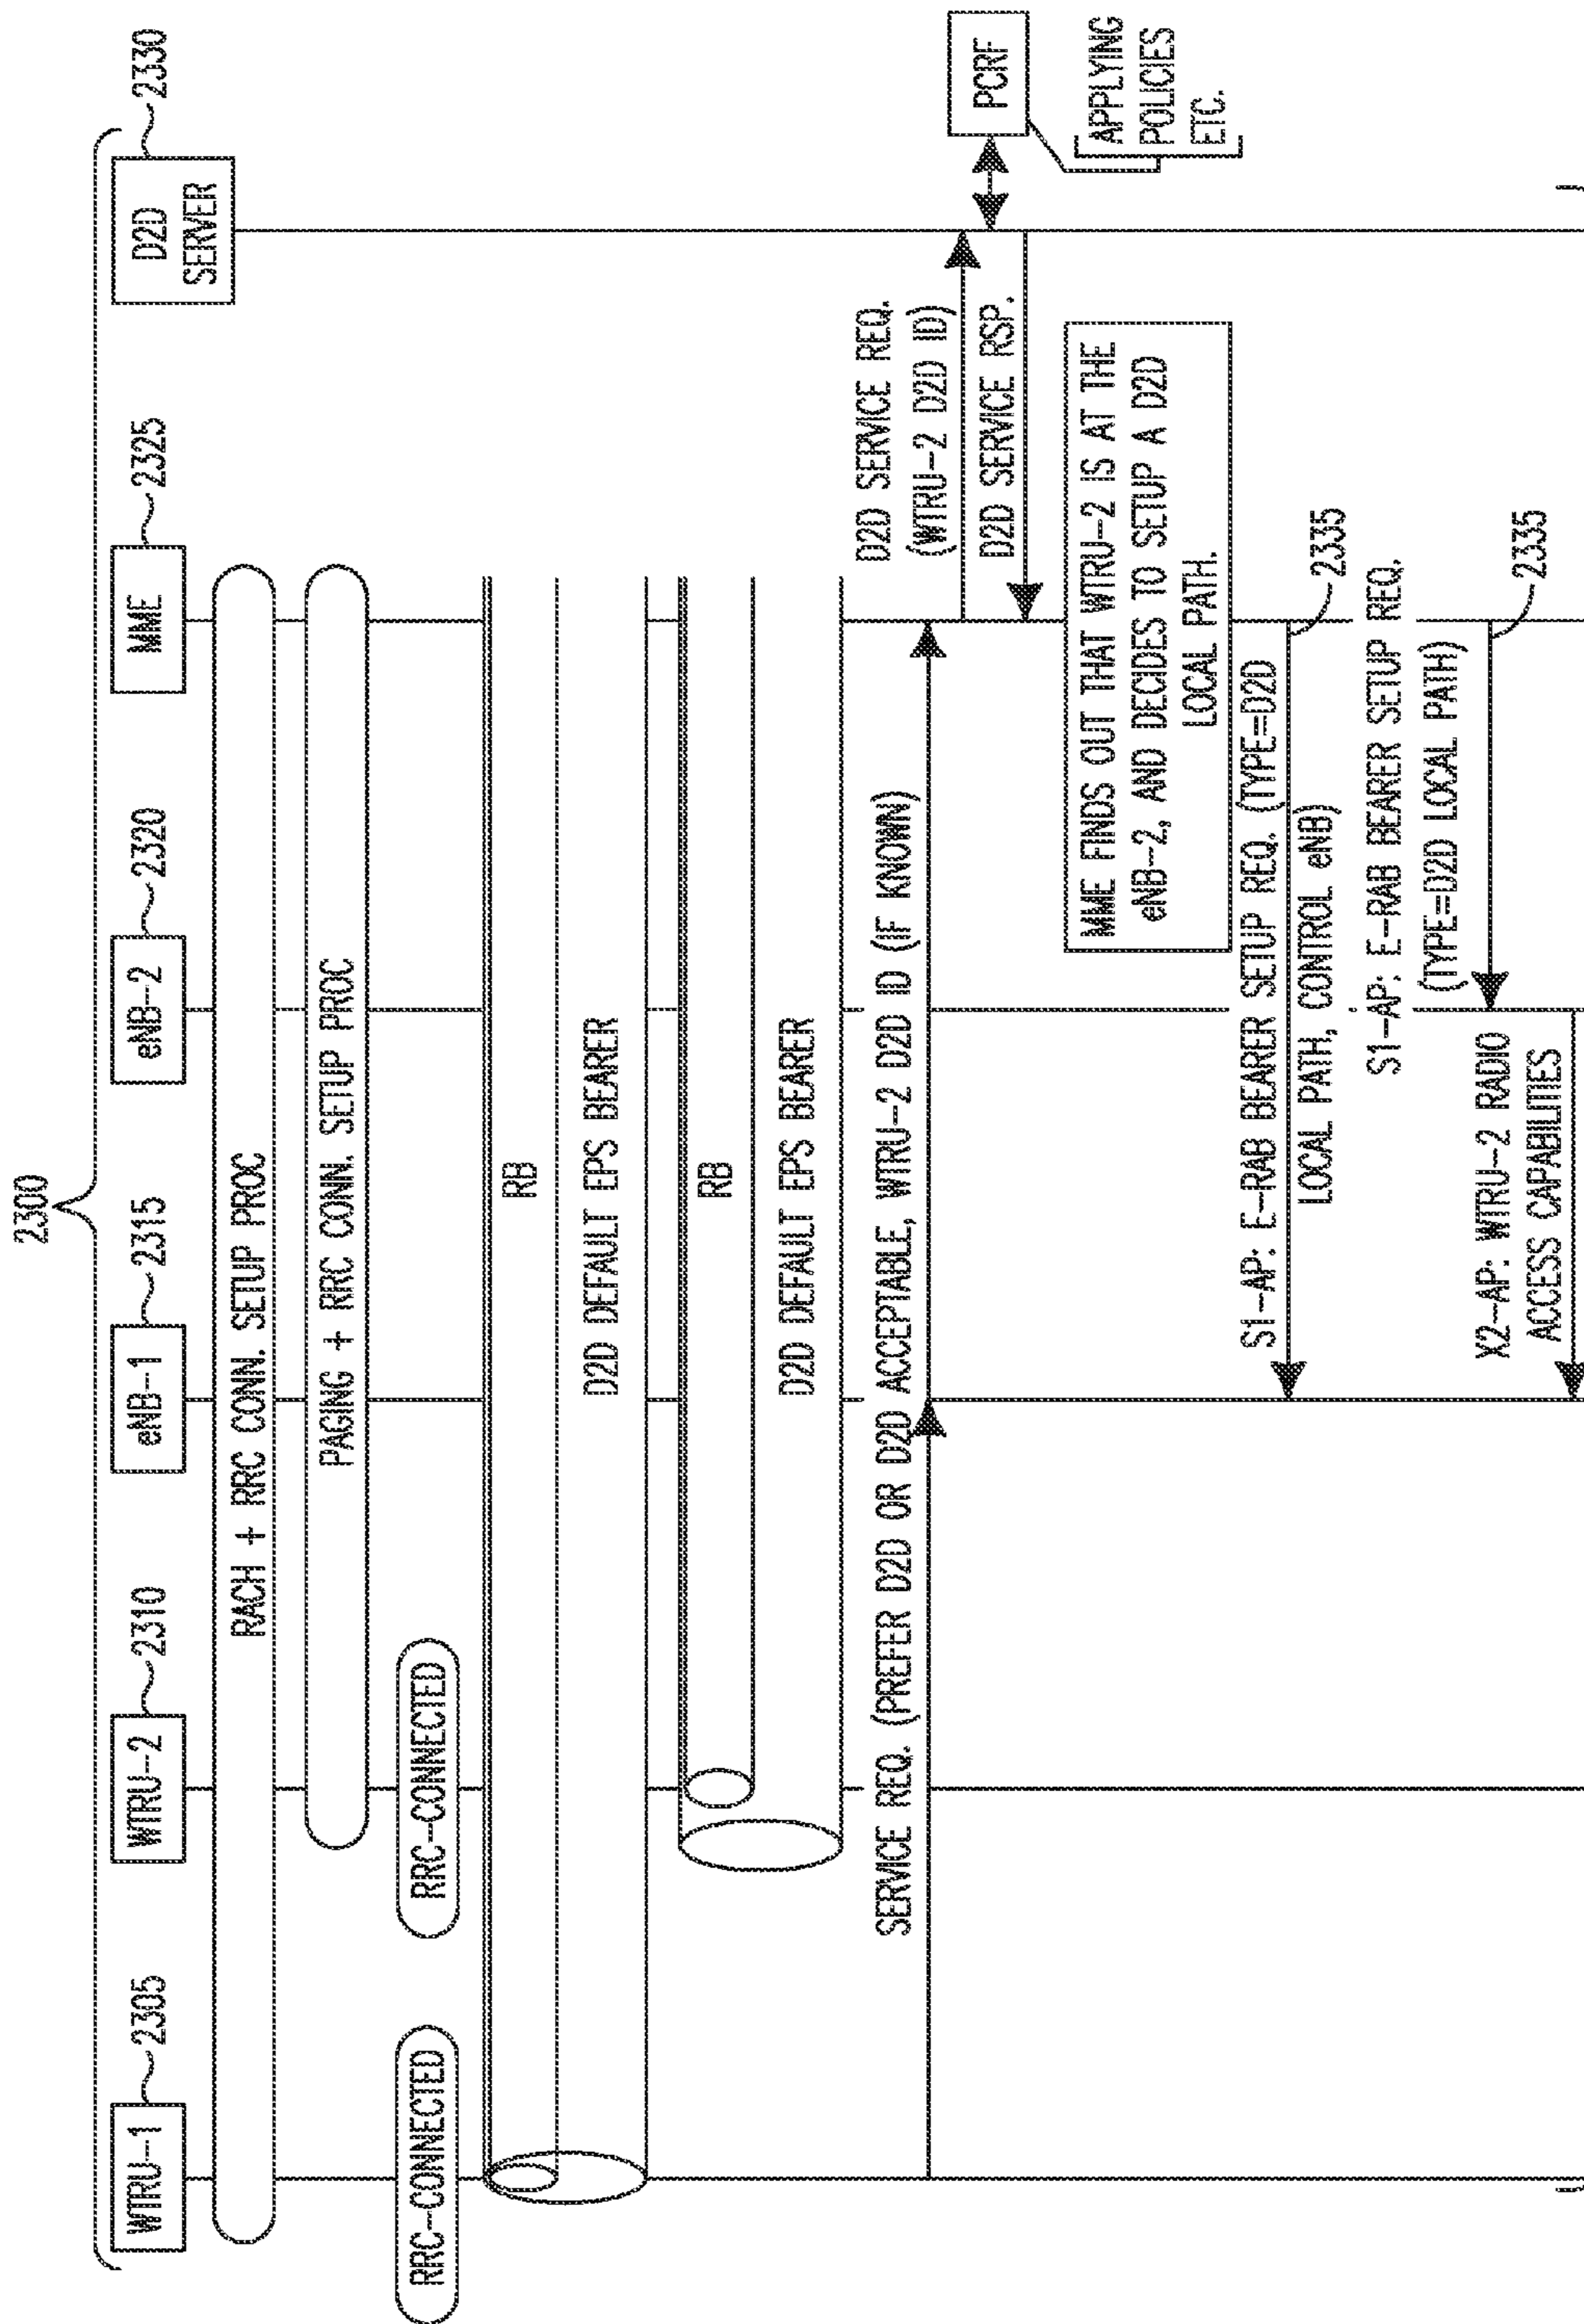 2300
WTRU-1
2305
WTRU-2
2310
eNB-1
2315
eNB-2
2320
MME
2325
D2D
SERVER
2330
RACH + RRC CONN. SETUP PROC
PAGING + RRC CONN. SETUP PROC
RRC-CONNECTED
RRC-CONNECTED
RB
D2D DEFAULT EPS BEARER
RB
D2D DEFAULT EPS BEARER
SERVICE REQ. (PREFER D2D OR D2D ACCEPTABLE, WTRU-2 D2D ID (IF KNOWN)
D2D SERVICE REQ.
(WTRU-2 D2D ID)
D2D SERVICE RSP.
PCRF
APPLYING
POLICIES
ETC.
MME FINDS OUT THAT WTRU-2 IS AT THE
eNB-2, AND DECIDES TO SETUP A D2D
LOCAL PATH.
S1-AP: E-RAB BEARER SETUP REQ. (TYPE=D2D
LOCAL PATH, CONTROL eNB)
2335
S1-AP: E-RAB BEARER SETUP REQ.
(TYPE=D2D LOCAL PATH)
2335
X2-AP: WTRU-2 RADIO
ACCESS CAPABILITIES